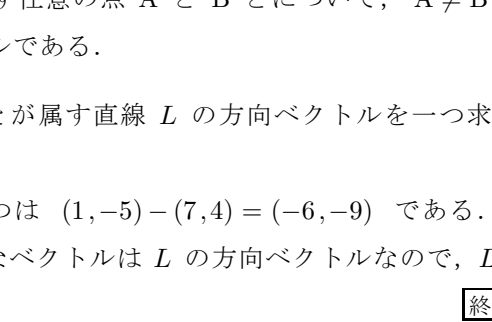 任意の点 A と B とについて， A ≠ B
である．
とが属す直線 L の方向ベクトルを一つ求
つは (1,−5)−(7,4)=(−6,−9) である．
なベクトルは L の方向ベクトルなので， L
終